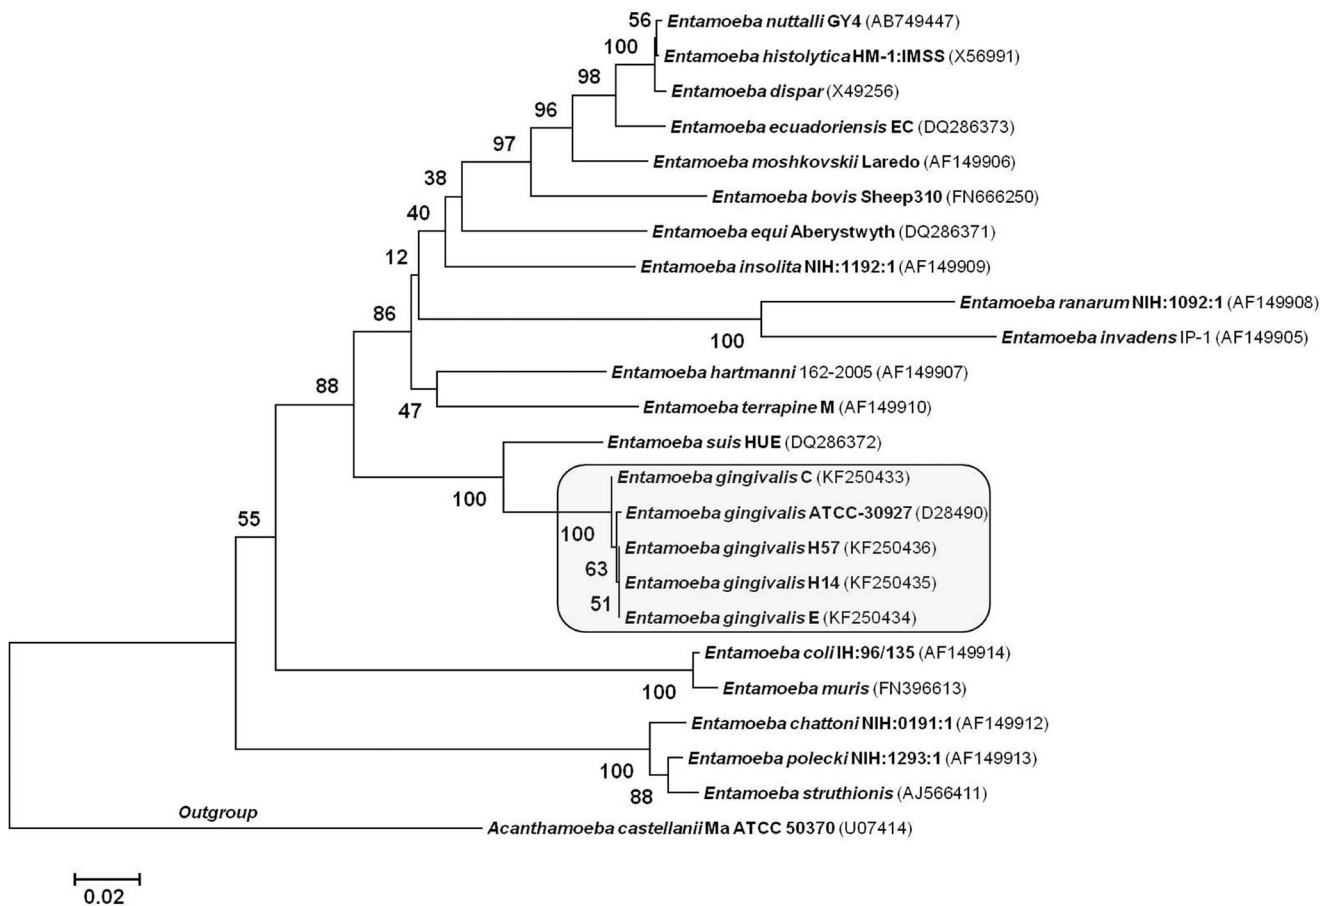 56
Entamoeba nuttalli GY4 (AB749447)
100
Entamoeba histolytica HM-1:IMSS (X56991)
98
Entamoeba dispar (X49256)
96
Entamoeba ecuadoriensis EC (DQ286373)
97
Entamoeba moshkovskii Laredo (AF149906)
38
Entamoeba bovis Sheep310 (FN666250)
40
Entamoeba equi Aberystwyth (DQ286371)
12
Entamoeba insolita NIH:1192:1 (AF149909)
86
Entamoeba ranarum NIH:1092:1 (AF149908)
100
Entamoeba invadens IP-1 (AF149905)
88
Entamoeba hartmanni 162-2005 (AF149907)
47
Entamoeba terrapine M (AF149910)
Entamoeba suis HUE (DQ286372)
100
Entamoeba gingivalis C (KF250433)
55
Entamoeba gingivalis ATCC-30927 (D28490)
100
Entamoeba gingivalis H57 (KF250436)
63
Entamoeba gingivalis H14 (KF250435)
51
Entamoeba gingivalis E (KF250434)
Entamoeba coli IH:96/135 (AF149914)
100
Entamoeba muris (FN396613)
Entamoeba chattoni NIH:0191:1 (AF149912)
100
Entamoeba polecki NIH:1293:1 (AF149913)
88
Entamoeba struthionis (AJ566411)
Outgroup
Acanthamoeba castellanii Ma ATCC 50370 (U07414)
0.02